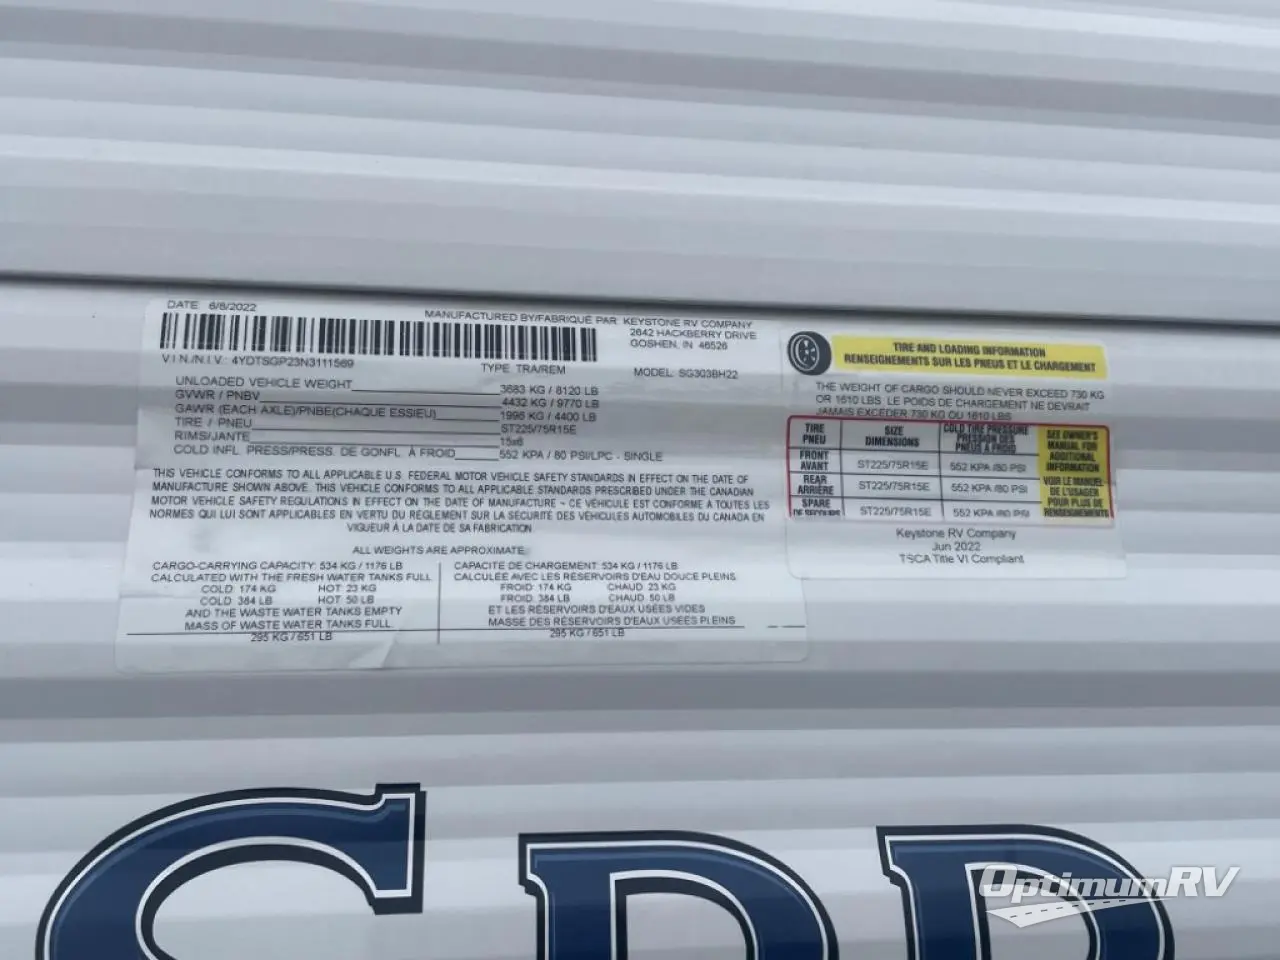 DATE 6/8/2022
MANUFACTURED BY/FABRIQUÉ PAR KEYSTONE RV COMPANY
2642 HACKBERRY DRIVE
GOSHEN, IN 46526
V.I.N./N.I.V.: 4YDTSGP23N3111569
TYPE TRA/REM
MODEL: SG303BH22
UNLOADED VEHICLE WEIGHT 3683 KG / 8120 LB
GVWR / PNBV 4432 KG / 9770 LB
GAWR (EACH AXLE)/PNBE(CHAQUE ESSIEU) 1996 KG / 4400 LB
TIRE / PNEU ST225/75R15E
RIMS/JANTE 15x6
COLD INFL. PRESS/PRESS. DE GONFL. À FROID 552 KPA / 80 PSI/LPC - SINGLE
THIS VEHICLE CONFORMS TO ALL APPLICABLE U.S. FEDERAL MOTOR VEHICLE SAFETY STANDARDS IN EFFECT ON THE DATE OF
MANUFACTURE SHOWN ABOVE. THIS VEHICLE CONFORMS TO ALL APPLICABLE STANDARDS PRESCRIBED UNDER THE CANADIAN
MOTOR VEHICLE SAFETY REGULATIONS IN EFFECT ON THE DATE OF MANUFACTURE ~ CE VÉHICULE EST CONFORME À TOUTES LES
NORMES QUI LUI SONT APPLICABLES EN VERTU DU RÈGLEMENT SUR LA SÉCURITÉ DES VÉHICULES AUTOMOBILES DU CANADA EN
VIGUEUR À LA DATE DE SA FABRICATION.
ALL WEIGHTS ARE APPROXIMATE.
CARGO-CARRYING CAPACITY: 534 KG / 1176 LB
CALCULATED WITH THE FRESH WATER TANKS FULL
COLD: 174 KG HOT: 23 KG
COLD: 384 LB HOT: 50 LB
AND THE WASTE WATER TANKS EMPTY
MASS OF WASTE WATER TANKS FULL.
295 KG / 651 LB
CAPACITE DE CHARGEMENT: 534 KG / 1176 LB
CALCULÉE AVEC LES RÉSERVOIRS D'EAU DOUCE PLEINS
FROID: 174 KG CHAUD: 23 KG
FROID: 384 LB CHAUD: 50 LB
ET LES RÉSERVOIRS D'EAUX USÉES VIDES
MASSE DES RÉSERVOIRS D'EAUX USÉES PLEINS
295 KG / 651 LB
TIRE AND LOADING INFORMATION
RENSEIGNEMENTS SUR LES PNEUS ET LE CHARGEMENT
THE WEIGHT OF CARGO SHOULD NEVER EXCEED 730 KG
OR 1610 LBS. LE POIDS DE CHARGEMENT NE DEVRAIT
JAMAIS EXCÉDER 730 KG OU 1610 LBS
TIRE PNEU SIZE DIMENSIONS COLD TIRE PRESSURE PRESSION DES PNEUS À FROID
FRONT AVANT ST225/75R15E 552 KPA /80 PSI
REAR ARRIÈRE ST225/75R15E 552 KPA /80 PSI
SPARE DE SECOURS ST225/75R15E 552 KPA /80 PSI
SEE OWNER'S
MANUAL FOR
ADDITIONAL
INFORMATION
VOIR LE MANUEL
DE L'USAGER
POUR PLUS DE
RENSEIGNEMENTS
Keystone RV Company
Jun 2022
TSCA Title VI Compliant
SPR
OptimumRV